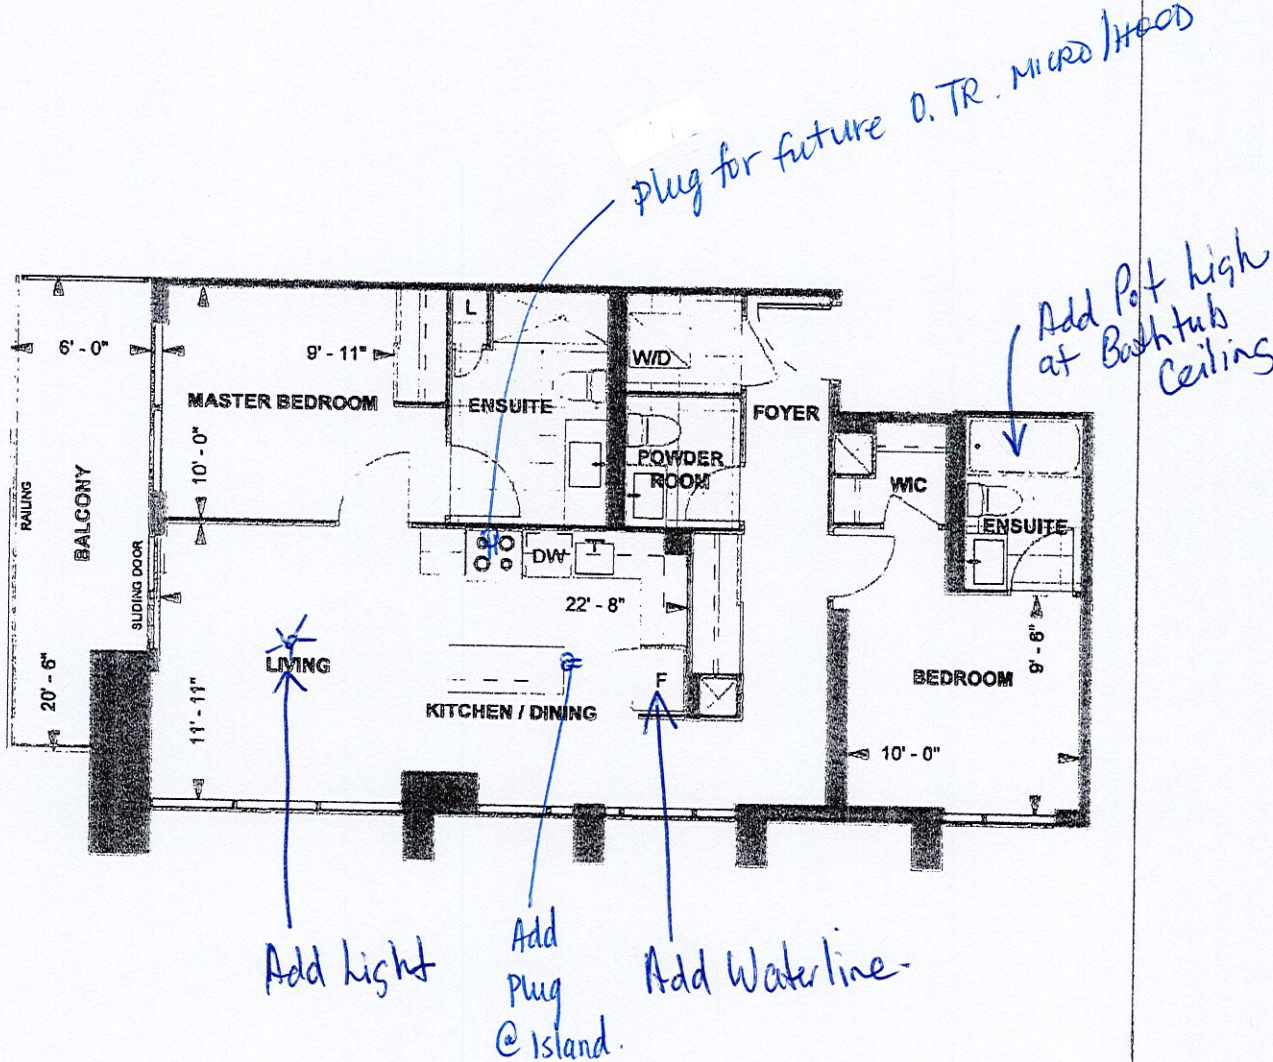 Plug for future O.TR. MICRO/HOOD
Add Pot high
at Bathtub
Ceiling
L
6' - 0"
9' - 11"
W/D
MASTER BEDROOM
ENSUITE
FOYER
10' - 0"
POWDER
ROOM
WIC
RAILING
BALCONY
ENSUITE
SLIDING DOOR
DW
22' - 8"
9' - 6"
LIVING
20' - 6"
11' - 11"
F
BEDROOM
KITCHEN / DINING
10' - 0"
Add Light
Add
Plug
@ Island.
Add Waterline-